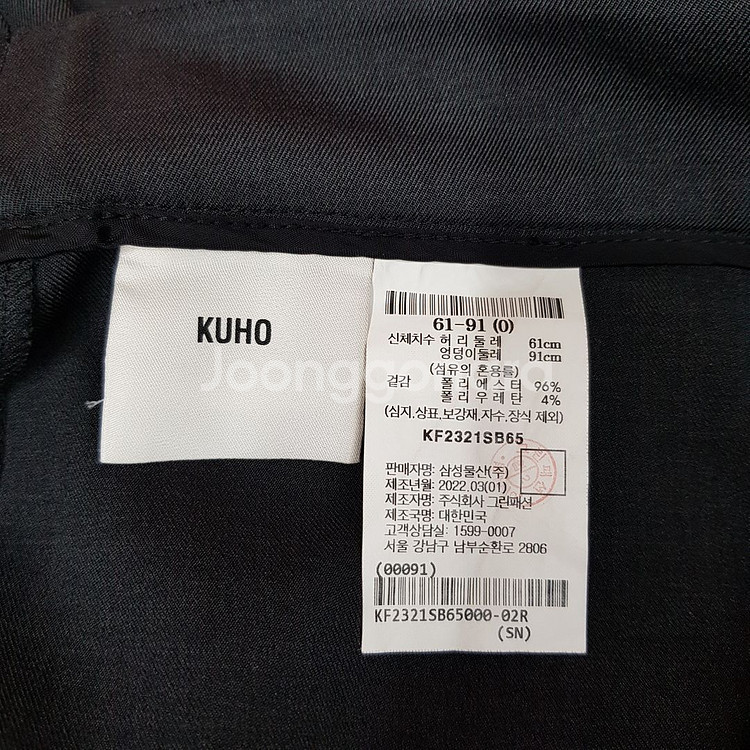 KUHO
Joonggonara
61-91 (0)
신체치수 허 리 둘 레 61cm
엉덩이둘레 91cm
(섬유의 혼용률)
겉감 폴 리 에 스 터 96%
폴 리 우 레 탄 4%
(심지.상표.보강재.자수.장식 제외)
KF2321SB65
판매자명: 삼성물산(주)
제조년월: 2022.03(01)
제조자명: 주식회사 그린패션
제조국명: 대한민국
고객상담실: 1599-0007
서울 강남구 남부순환로 2806
(00091)
KF2321SB65000-02R
(SN)